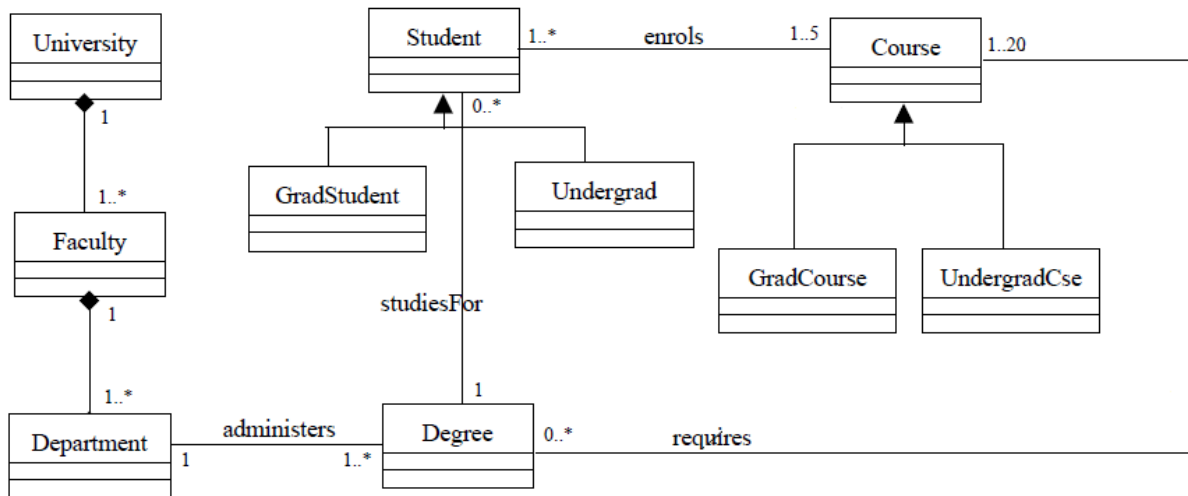 University
Student
1..*
enrols
1..5
Course
1..20
1
0..*
1..*
GradStudent
Undergrad
Faculty
GradCourse
UndergradCse
1
studiesFor
1..*
1
Department
administers
Degree
0..*
requires
1
1..*